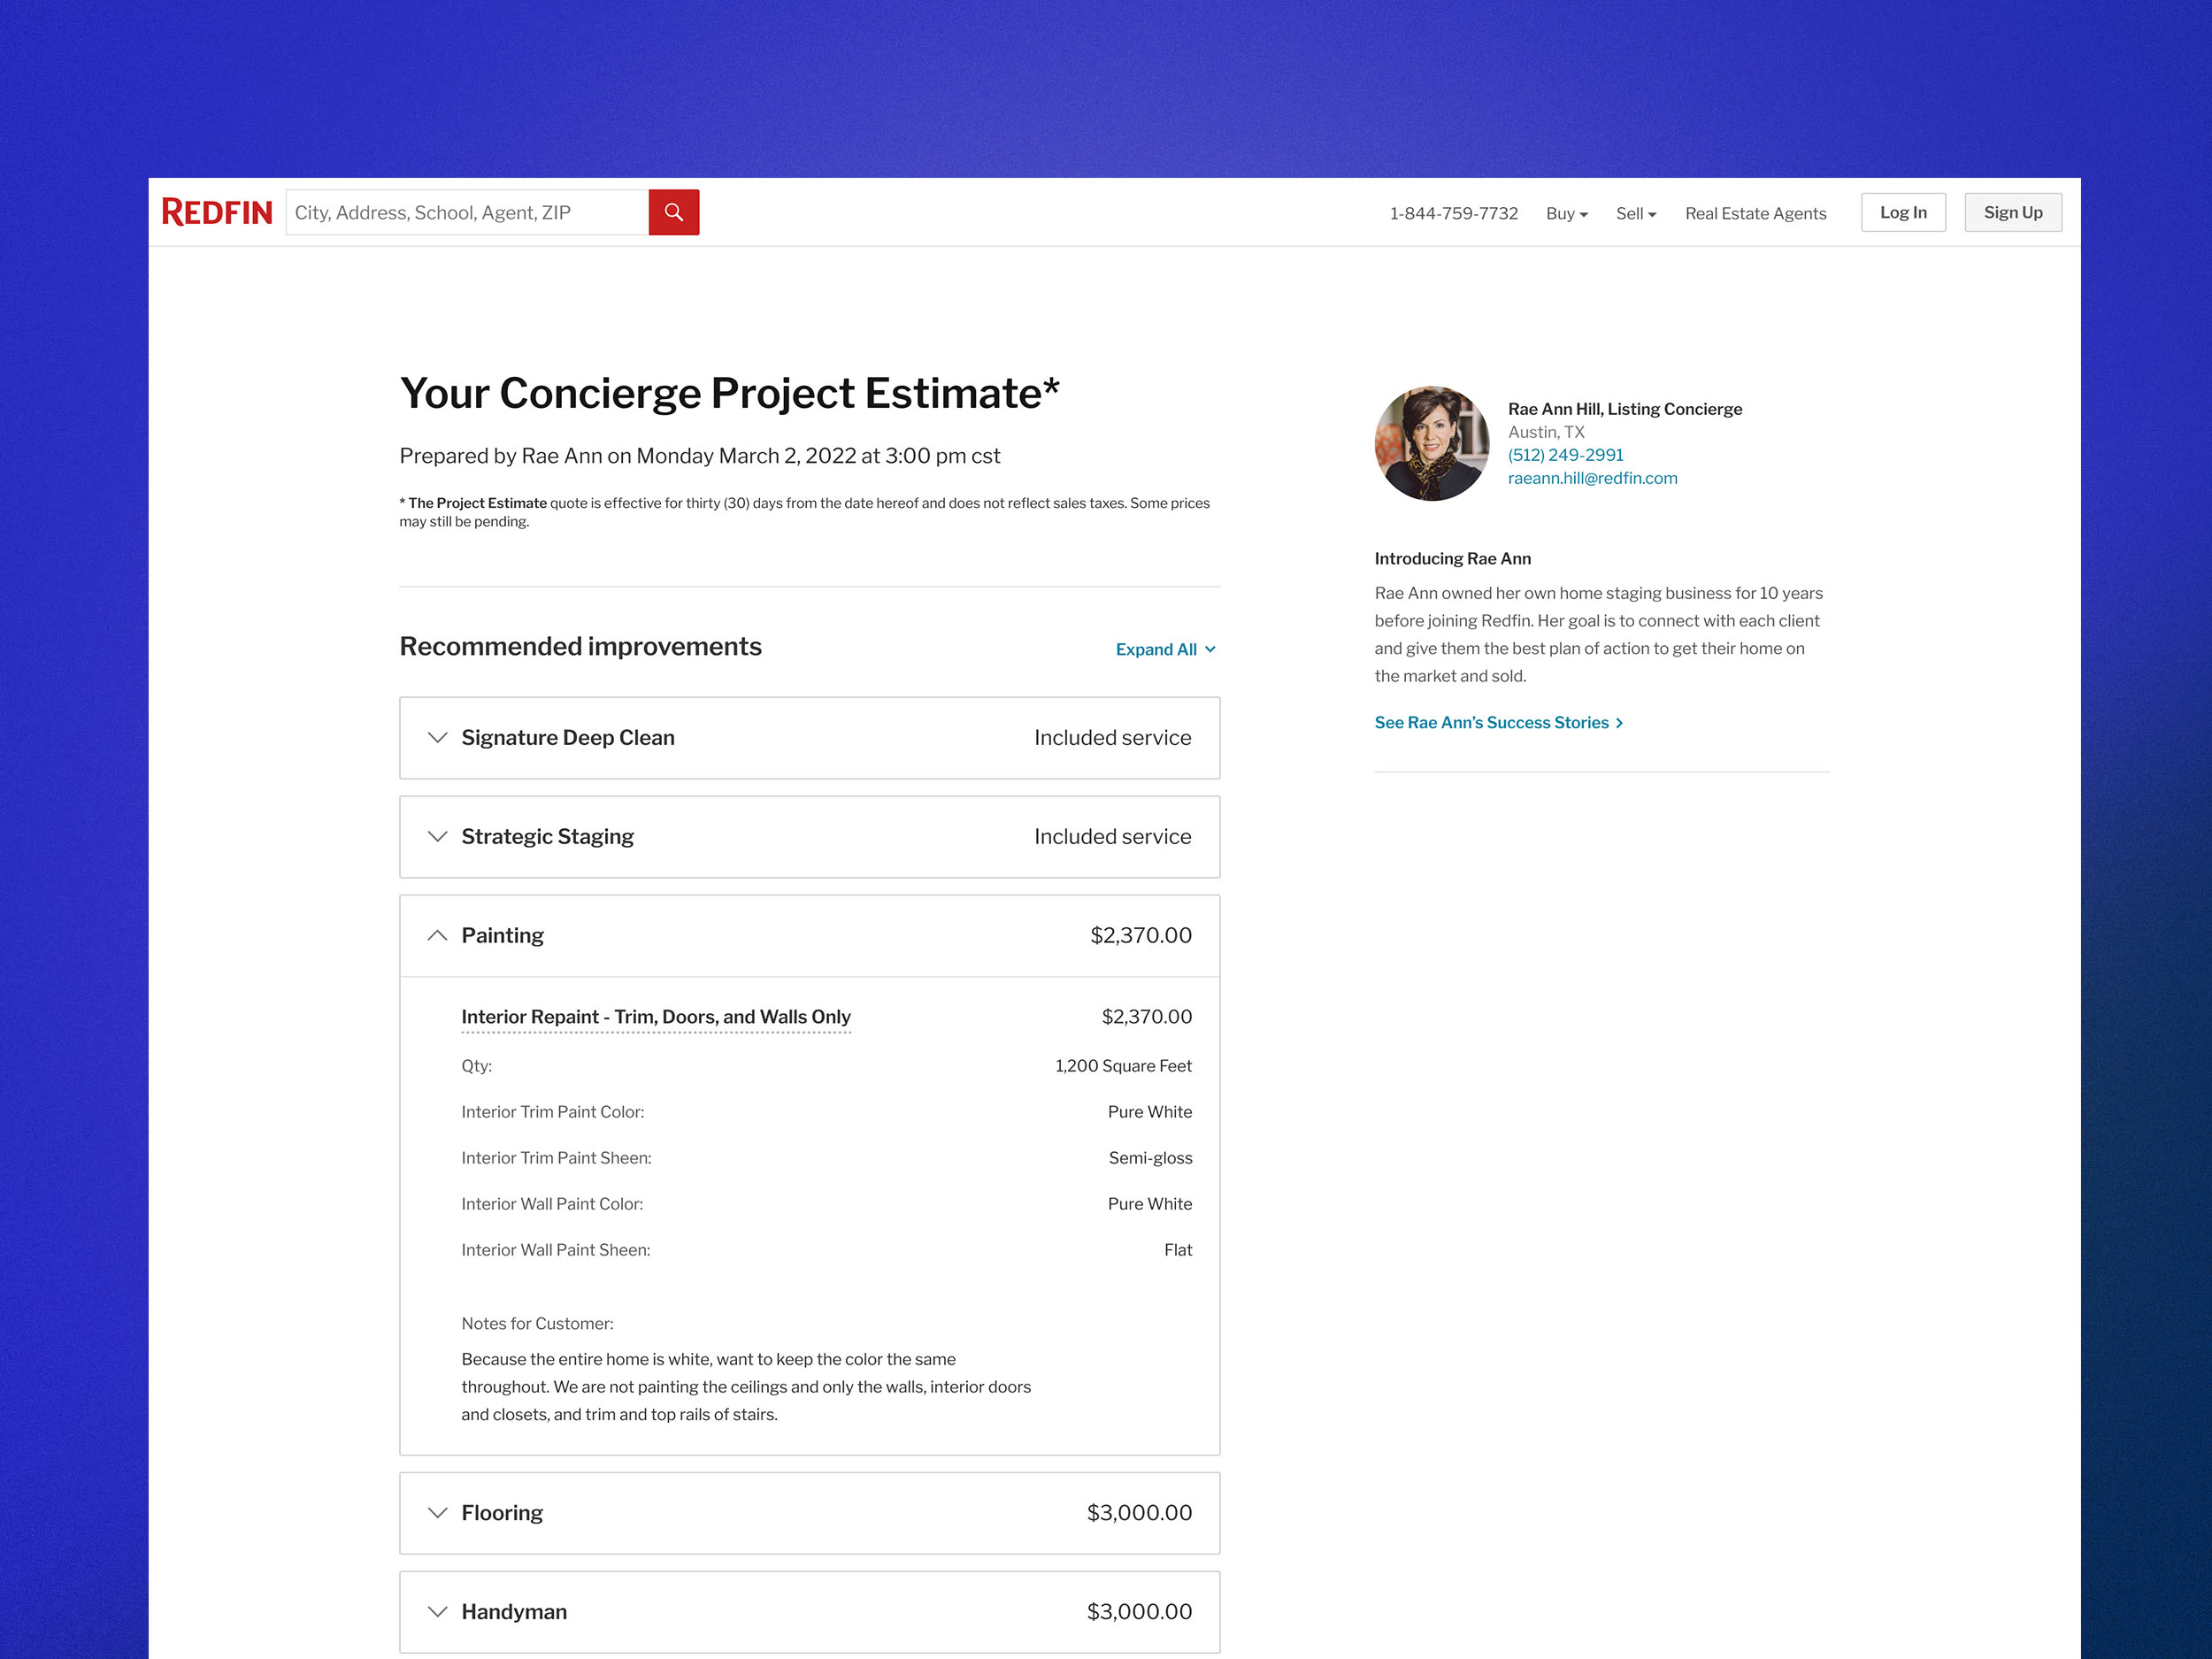 REDFIN
City, Address, School, Agent, ZIP
1-844-759-7732
Buy
Sell
Real Estate Agents
Log In
Sign Up
Your Concierge Project Estimate*
Prepared by Rae Ann on Monday March 2, 2022 at 3:00 pm cst
* The Project Estimate quote is effective for thirty (30) days from the date hereof and does not reflect sales taxes. Some prices
may still be pending.
Recommended improvements
Expand All
Signature Deep Clean
Included service
Strategic Staging
Included service
Painting
$2,370.00
Interior Repaint - Trim, Doors, and Walls Only
$2,370.00
Qty:
1,200 Square Feet
Interior Trim Paint Color:
Pure White
Interior Trim Paint Sheen:
Semi-gloss
Interior Wall Paint Color:
Pure White
Interior Wall Paint Sheen:
Flat
Notes for Customer:
Because the entire home is white, want to keep the color the same
throughout. We are not painting the ceilings and only the walls, interior doors
and closets, and trim and top rails of stairs.
Flooring
$3,000.00
Handyman
$3,000.00
Rae Ann Hill, Listing Concierge
Austin, TX
(512) 249-2991
raeann.hill@redfin.com
Introducing Rae Ann
Rae Ann owned her own home staging business for 10 years
before joining Redfin. Her goal is to connect with each client
and give them the best plan of action to get their home on
the market and sold.
See Rae Ann’s Success Stories